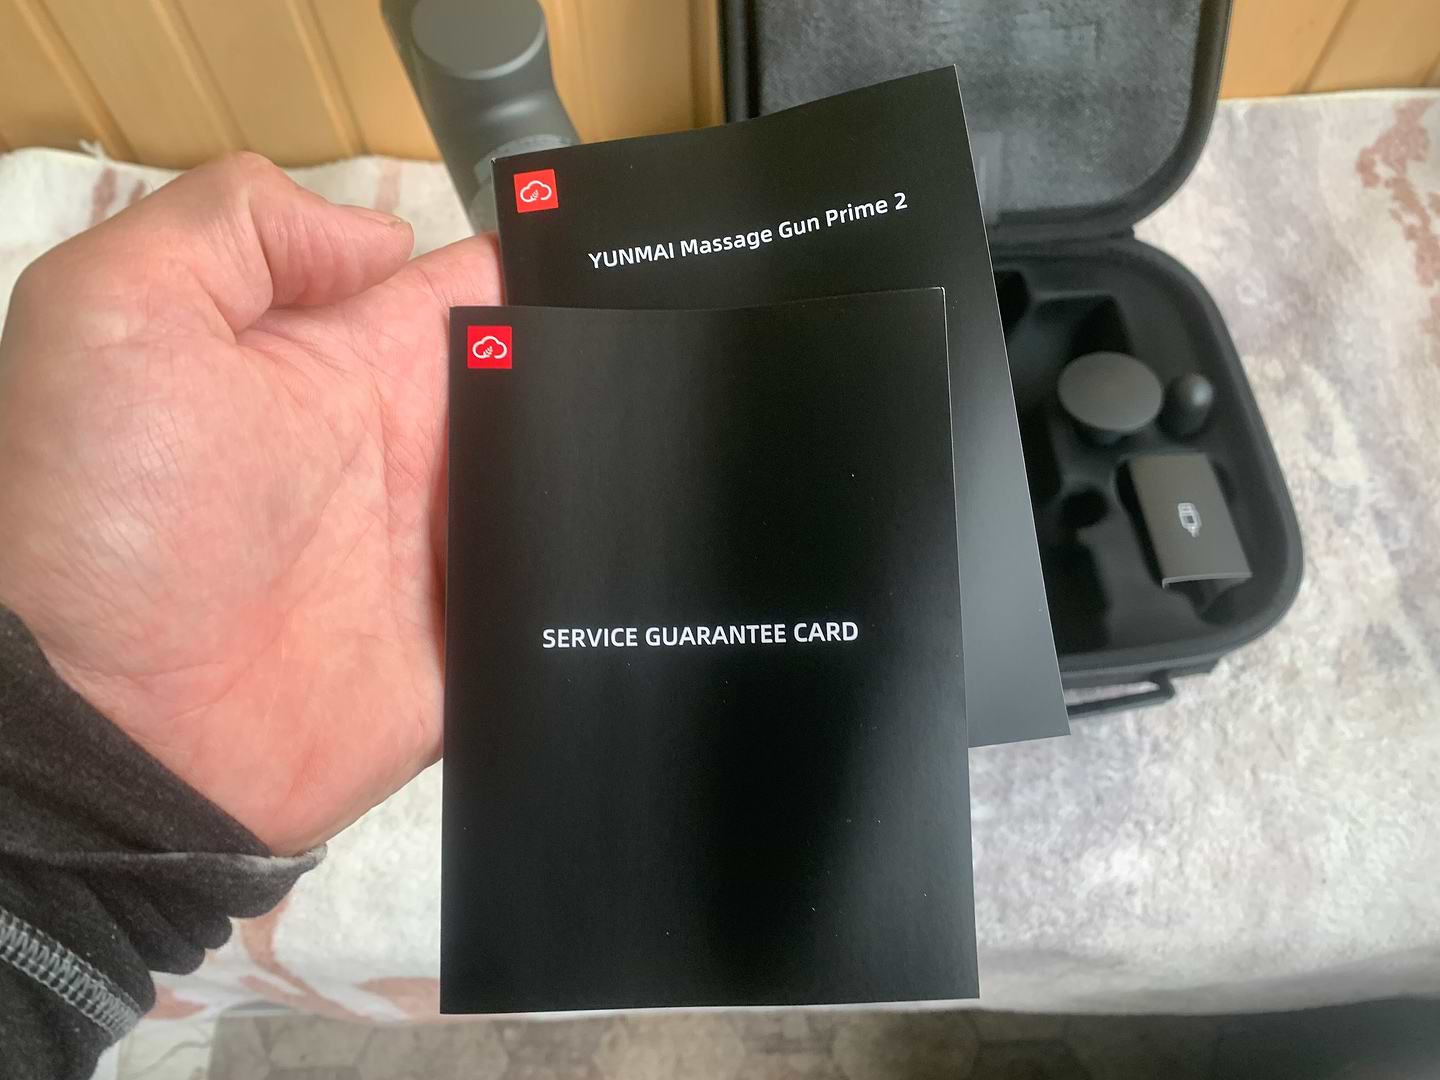 YUNMAI Massage Gun Prime 2
SERVICE GUARANTEE CARD